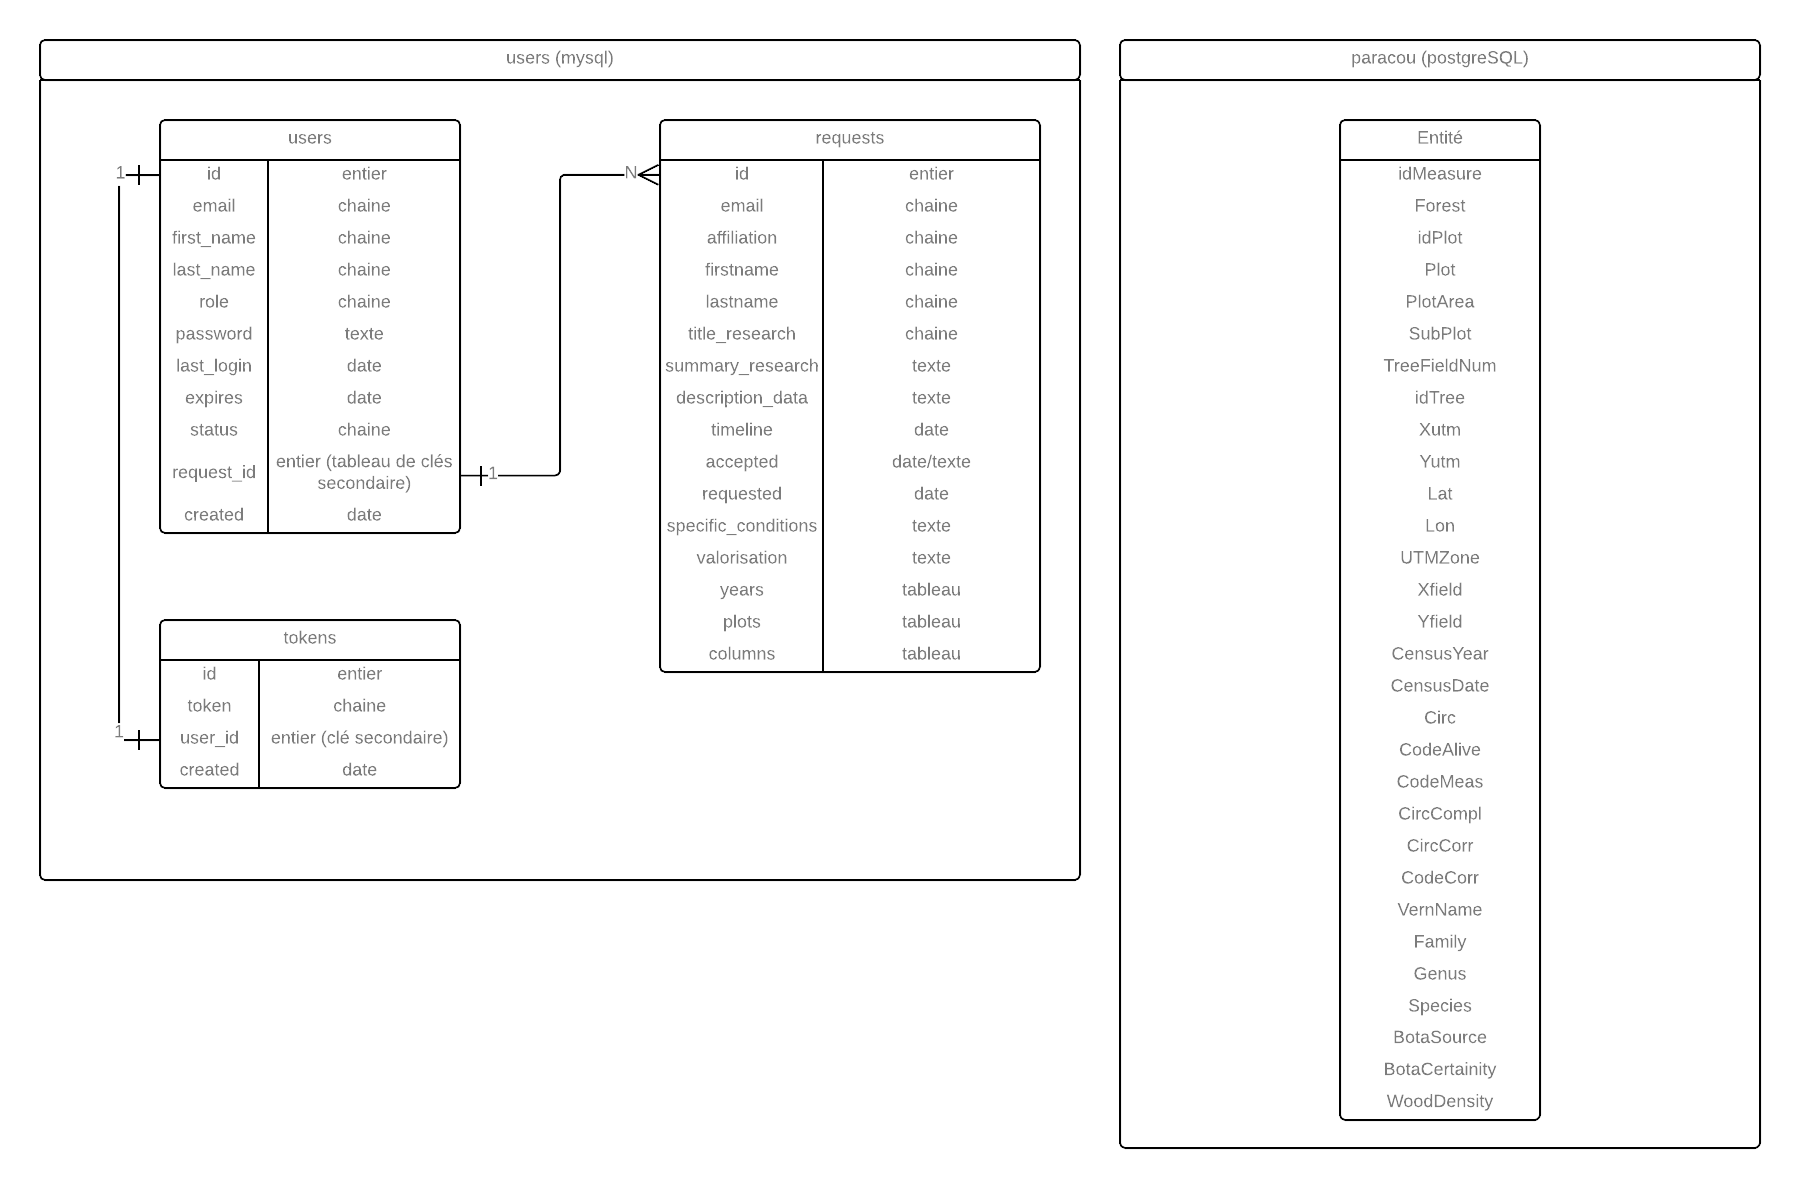 users (mysql)
users
1
id entier
email chaine
first_name chaine
last_name chaine
role chaine
password texte
last_login date
expires date
status chaine
request_id entier (tableau de clés
secondaire)
1
created date
tokens
id entier
token chaine
1
user_id entier (clé secondaire)
created date
requests
N
id entier
email chaine
affiliation chaine
firstname chaine
lastname chaine
title_research chaine
summary_research texte
description_data texte
timeline date
accepted date/texte
requested date
specific_conditions texte
valorisation texte
years tableau
plots tableau
columns tableau
paracou (postgreSQL)
Entité
idMeasure
Forest
idPlot
Plot
PlotArea
SubPlot
TreeFieldNum
idTree
Xutm
Yutm
Lat
Lon
UTMZone
Xfield
Yfield
CensusYear
CensusDate
Circ
CodeAlive
CodeMeas
CircCompl
CircCorr
CodeCorr
VernName
Family
Genus
Species
BotaSource
BotaCertainity
WoodDensity